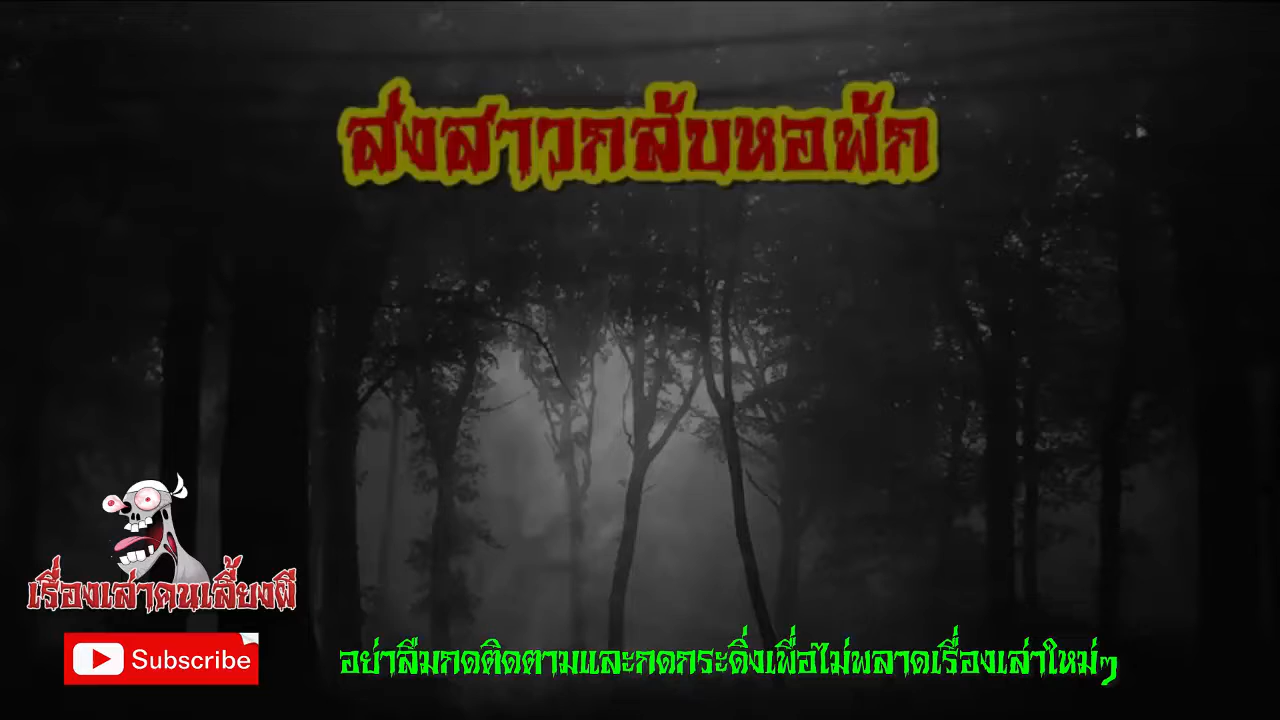 ส่งสาวกลับหอพัก
เรื่องเล่าคนเลี้ยงผี
Subscribe
อย่าลืมกดติดตามและกดกระดิ่งเพื่อไม่พลาดเรื่องเล่าใหม่ๆ